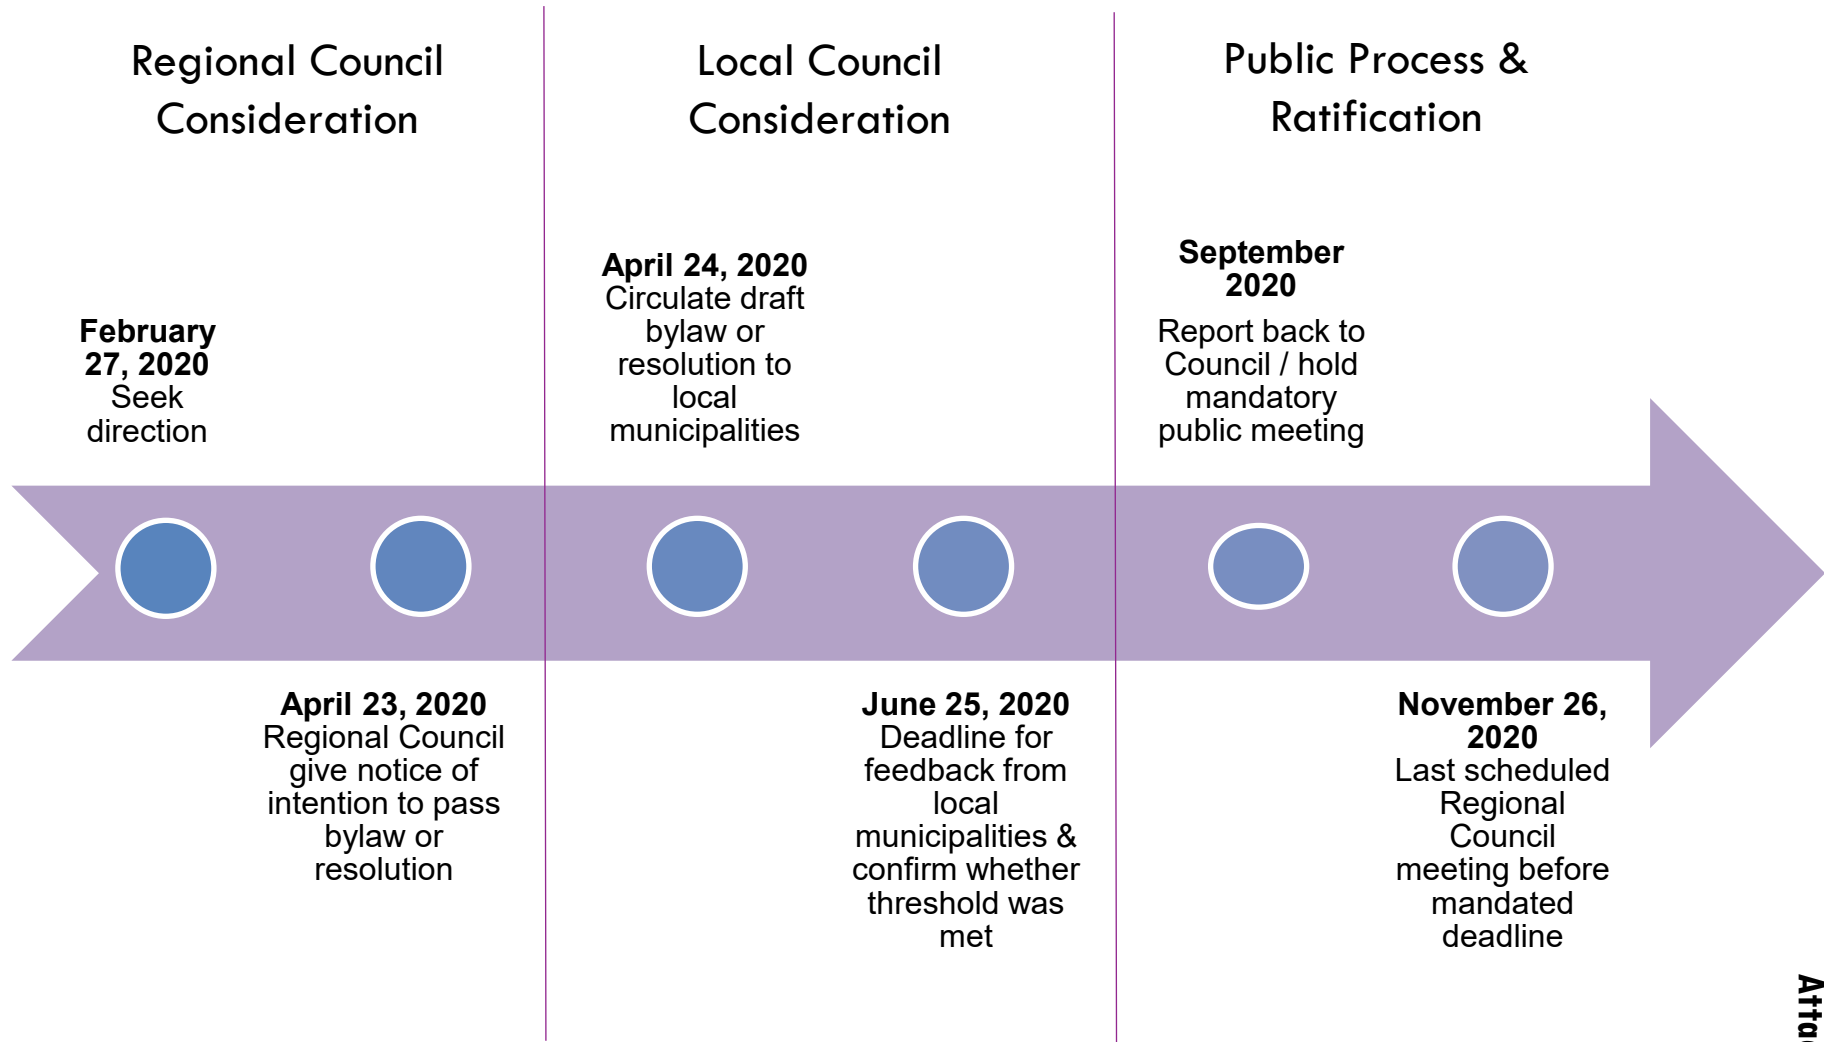 Regional Council
Consideration
Local Council
Consideration
Public Process &
Ratification
February
27, 2020
Seek
direction
April 23, 2020
Regional Council
give notice of
intention to pass
bylaw or
resolution
April 24, 2020
Circulate draft
bylaw or
resolution to
local
municipalities
June 25, 2020
Deadline for
feedback from
local
municipalities &
confirm whether
threshold was
met
September
2020
Report back to
Council / hold
mandatory
public meeting
November 26,
2020
Last scheduled
Regional
Council
meeting before
mandated
deadline